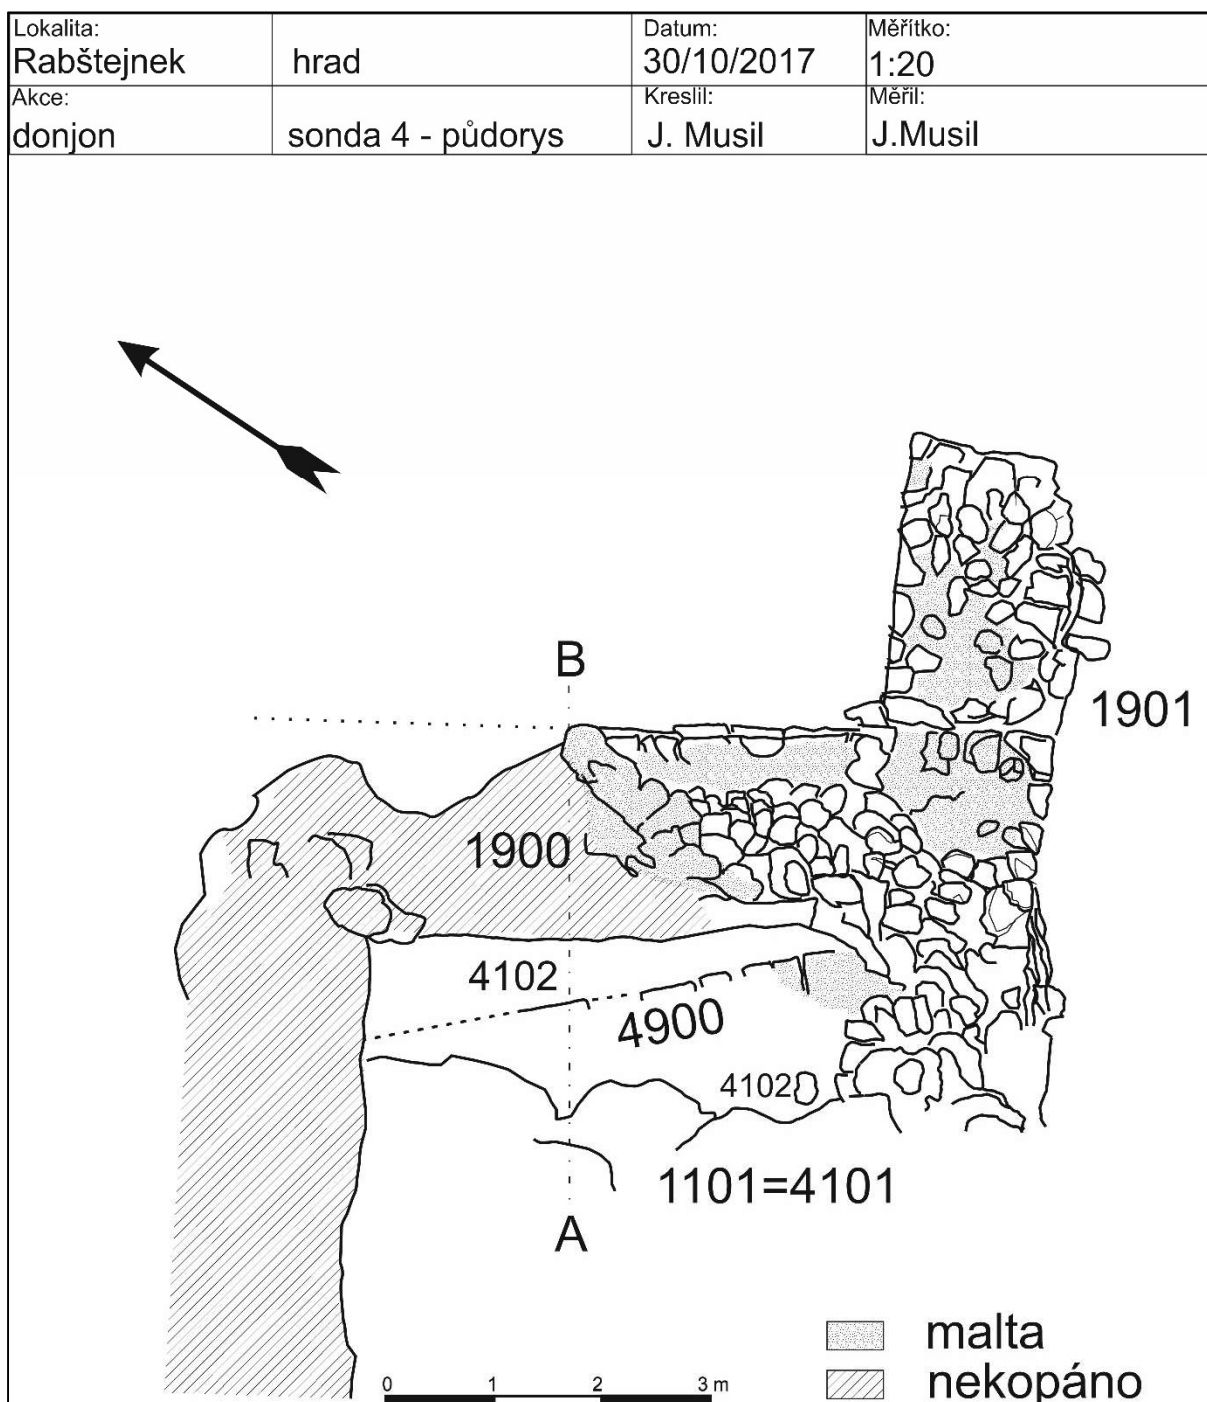 Lokalita:
Rabštejnek
hrad
Datum:
30/10/2017
Měřítko:
1:20
Akce:
donjon
sonda 4 - půdorys
Kreslil:
J. Musil
Měřil:
J.Musil
B
1901
1900
4102
4900
4102
1101=4101
A
malta
nekopáno
0 1 2 3 m